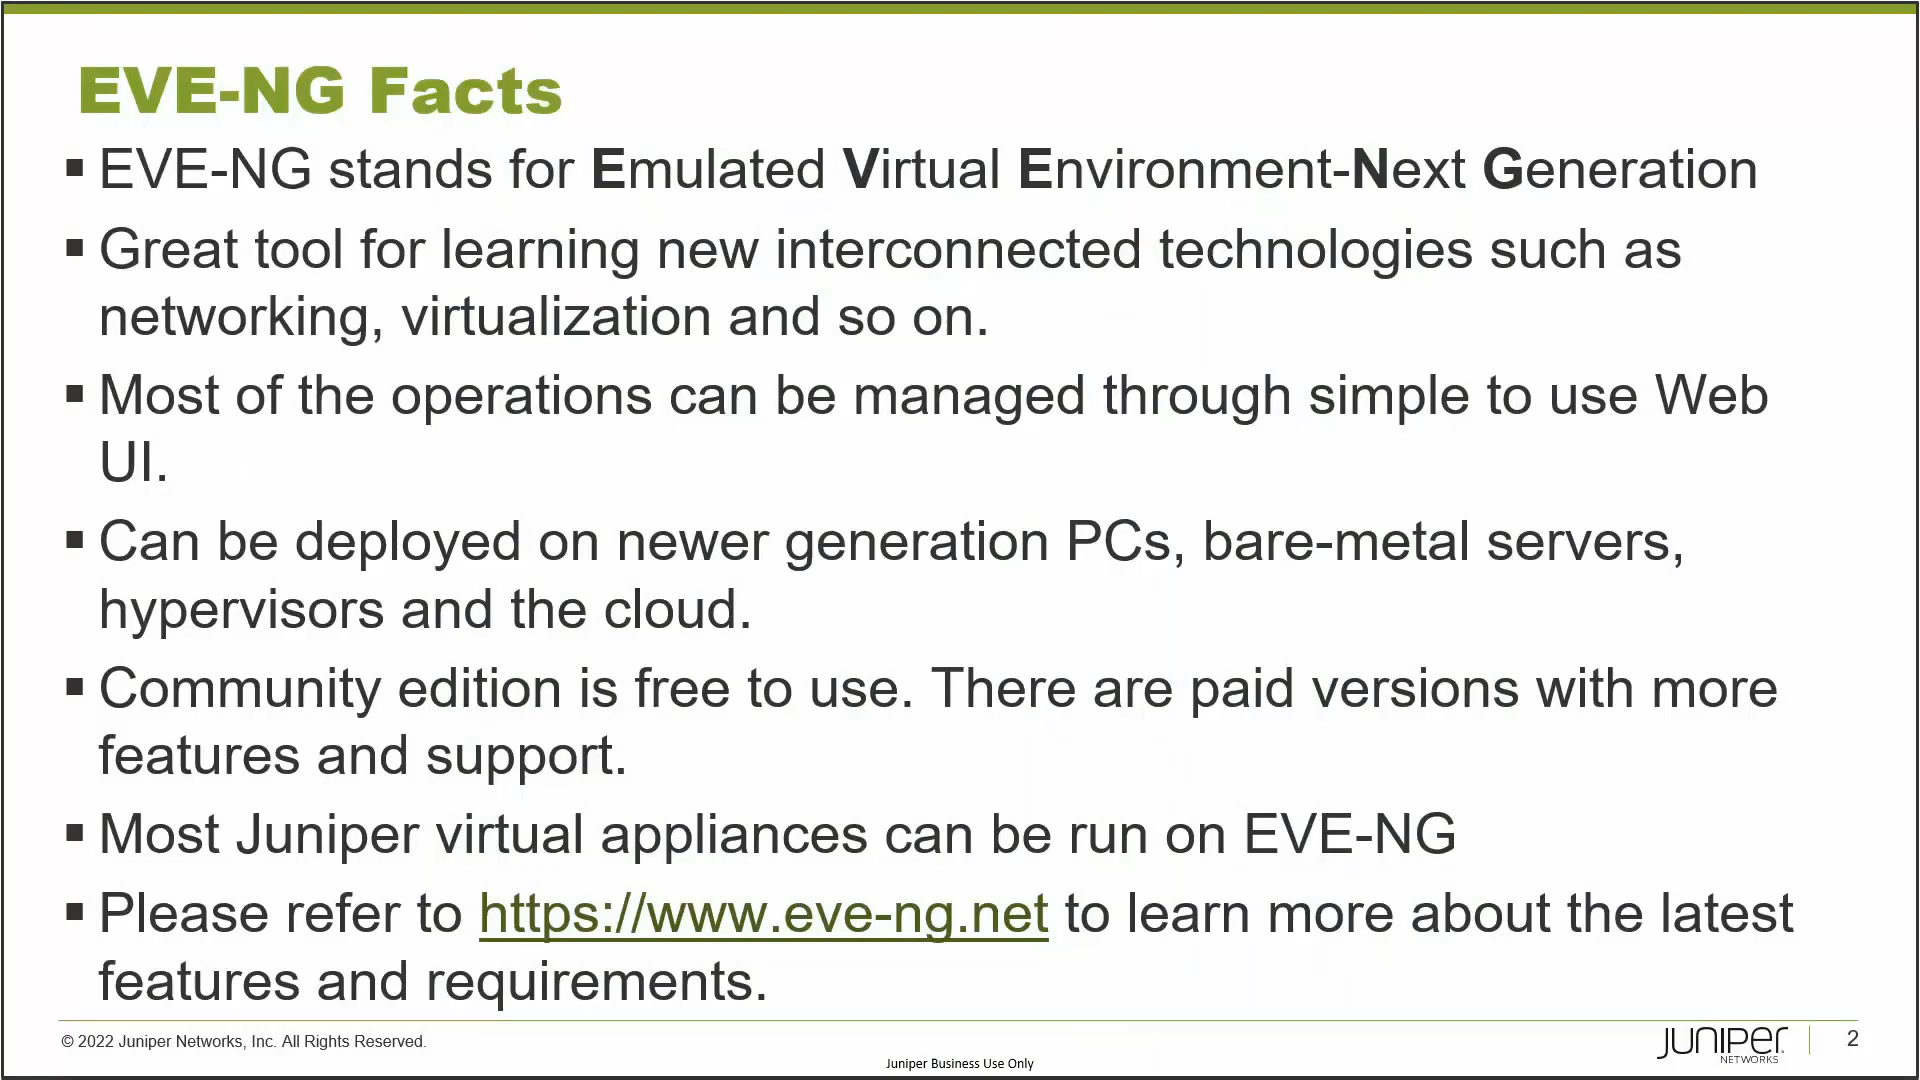 EVE-NG Facts
▪ EVE-NG stands for Emulated Virtual Environment-Next Generation
▪ Great tool for learning new interconnected technologies such as
networking, virtualization and so on.
▪ Most of the operations can be managed through simple to use Web
UI.
▪ Can be deployed on newer generation PCs, bare-metal servers,
hypervisors and the cloud.
▪ Community edition is free to use. There are paid versions with more
features and support.
▪ Most Juniper virtual appliances can be run on EVE-NG
▪ Please refer to https://www.eve-ng.net to learn more about the latest
features and requirements.
© 2022 Juniper Networks, Inc. All Rights Reserved.
Juniper Business Use Only
JUNIPER
NETWORKS
2